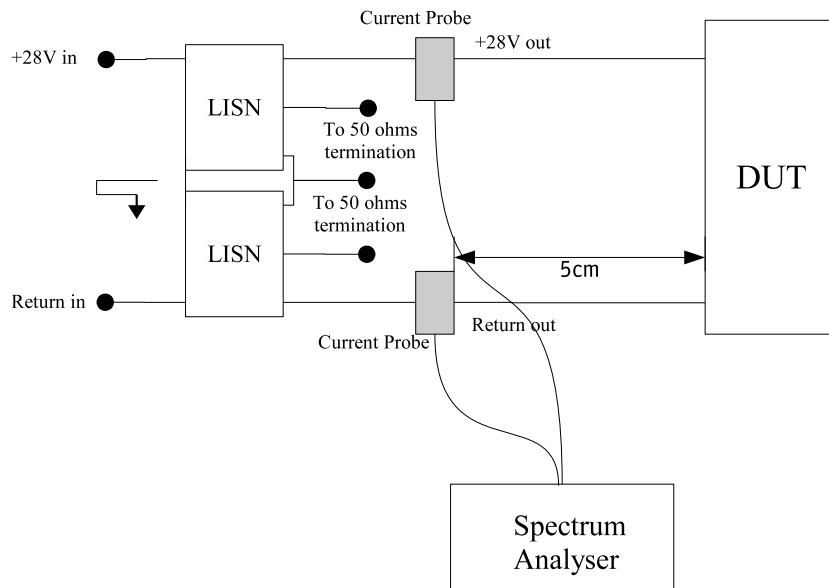 Current Probe
+28V in
+28V out
LISN
To 50 ohms
termination
DUT
To 50 ohms
termination
LISN
5cm
Return in
Return out
Current Probe
Spectrum
Analyser